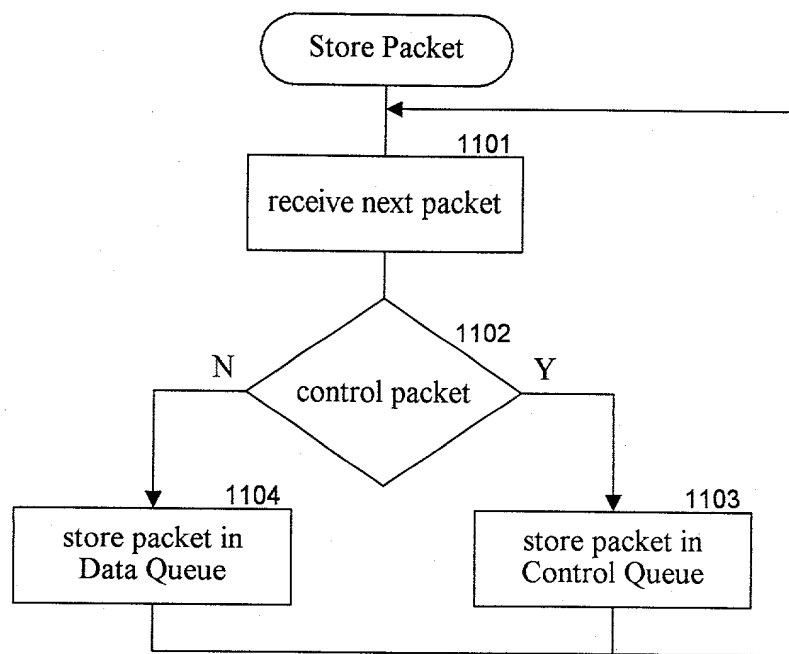 Store Packet
1101
receive next packet
1102
N
Y
control packet
1104
1103
store packet in
Data Queue
store packet in
Control Queue